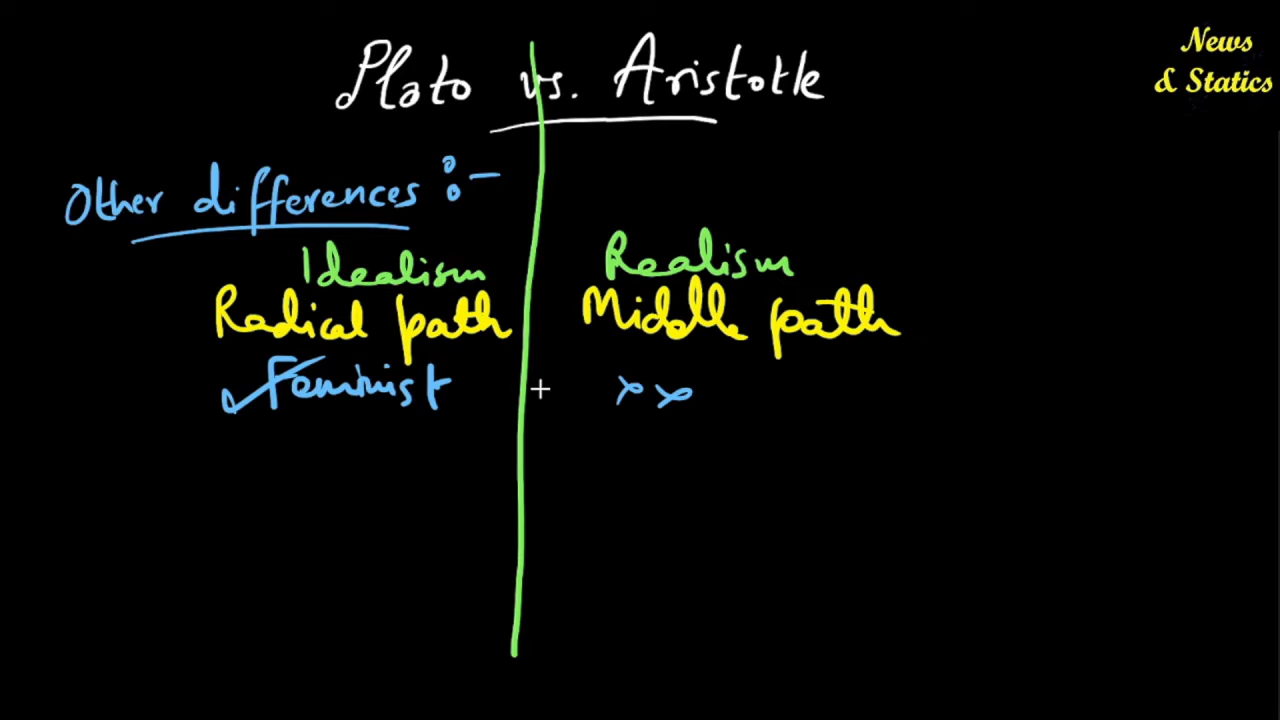 Plato vs. Aristotle
News
& Statics
Other differences :-
Idealism Realism
Radical path Middle path
✓ Feminist ××